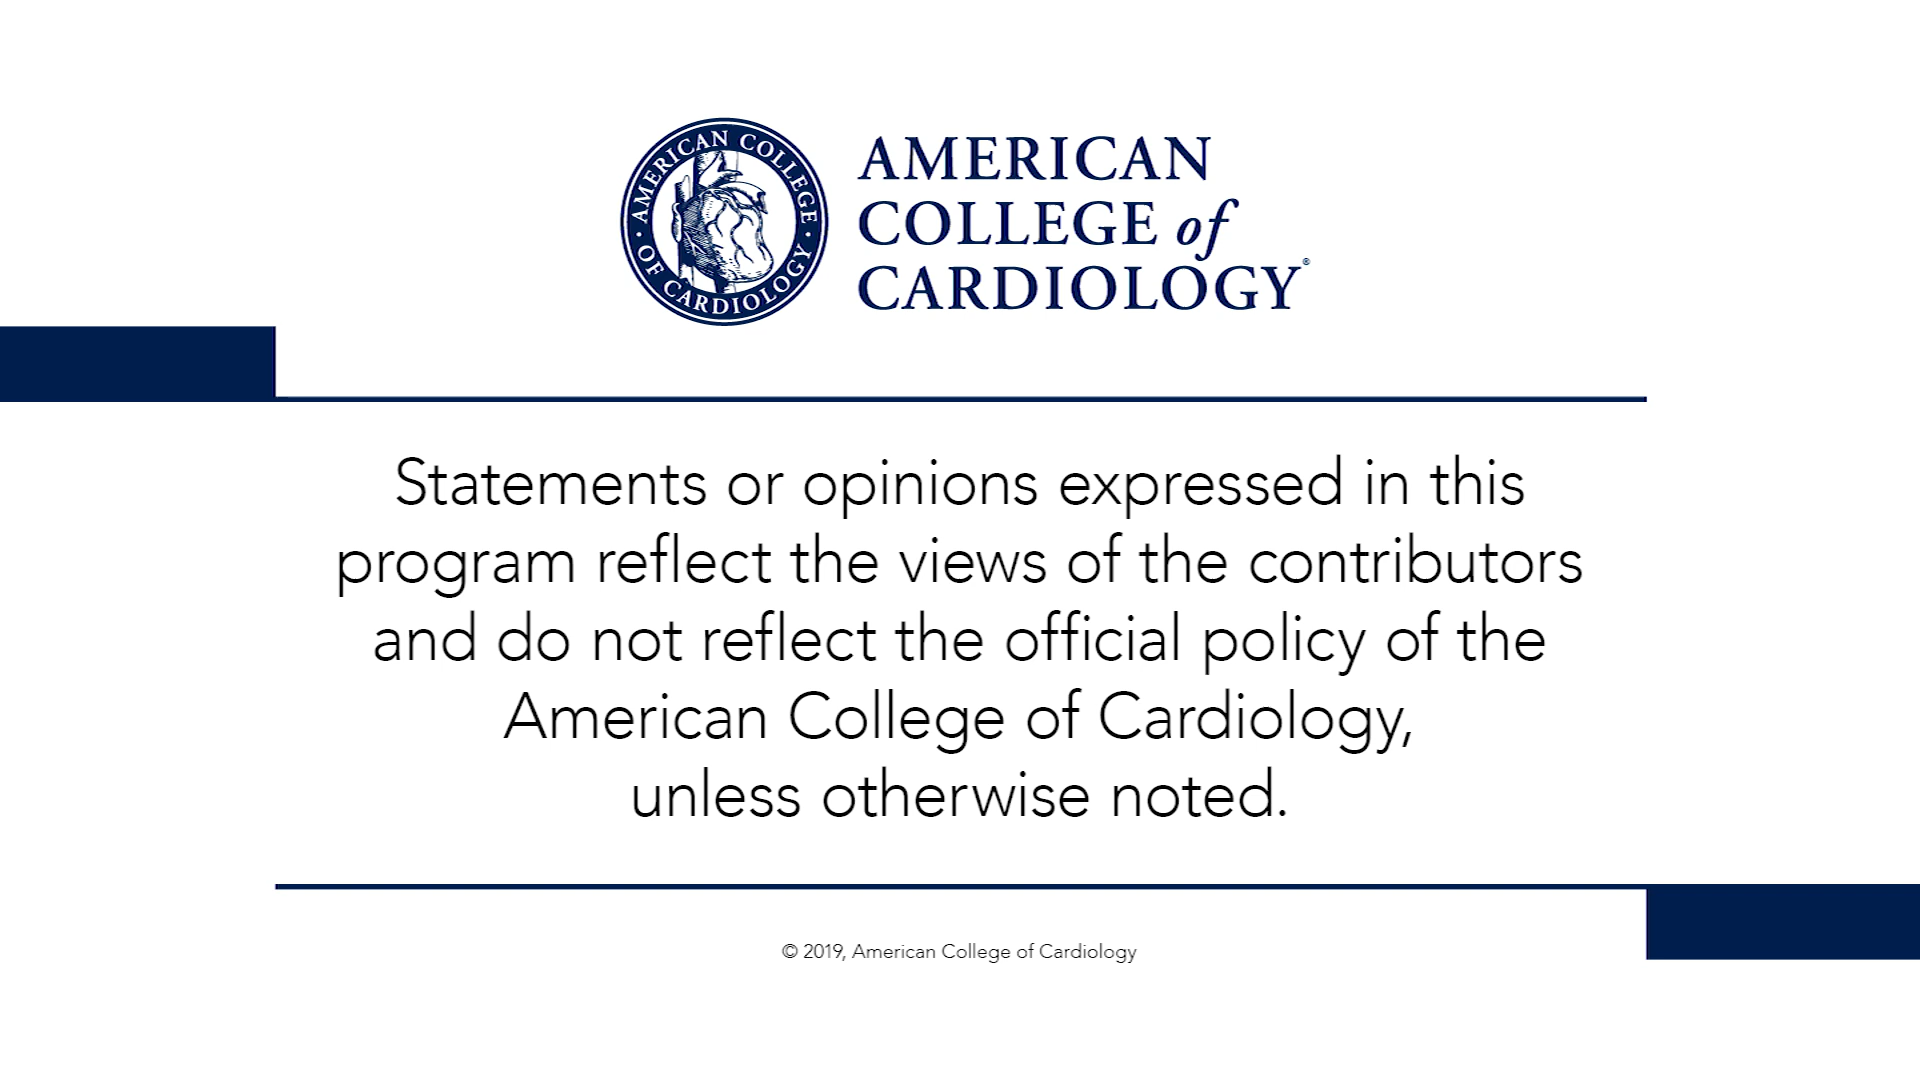 AMERICAN COLLEGE
· OF CARDIOLOGY ·
AMERICAN
COLLEGE of
CARDIOLOGY®
Statements or opinions expressed in this
program reflect the views of the contributors
and do not reflect the official policy of the
American College of Cardiology,
unless otherwise noted.
© 2019, American College of Cardiology